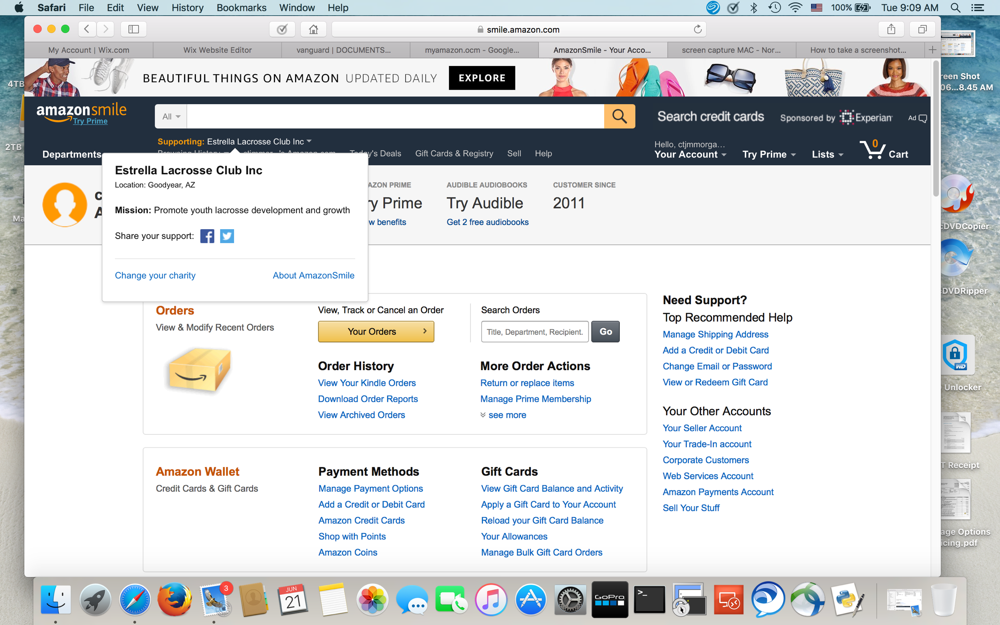 Safari File Edit View History Bookmarks Window Help 100% Tue 9:09 AM
smile.amazon.com
My Account | Wix.com Wix Website Editor vanguard | DOCUMENTS... myamazon.ocm - Google... AmazonSmile - Your Acco... screen capture MAC - Nor... How to take a screenshot...
BEAUTIFUL THINGS ON AMAZON UPDATED DAILY EXPLORE
amazonsmile
Try Prime
All
Search credit cards Sponsored by Experian Ad
Supporting: Estrella Lacrosse Club Inc
Departments
Today's Deals Gift Cards & Registry Sell Help
Hello, ctjmmorga...
Your Account Try Prime Lists 0 Cart
Estrella Lacrosse Club Inc
Location: Goodyear, AZ
Mission: Promote youth lacrosse development and growth
Share your support:
Change your charity About AmazonSmile
AZON PRIME
ry Prime
w benefits
AUDIBLE AUDIOBOOKS
Try Audible
Get 2 free audiobooks
CUSTOMER SINCE
2011
Orders
View & Modify Recent Orders
View, Track or Cancel an Order
Your Orders
Search Orders
Title, Department, Recipient.
Go
Order History
View Your Kindle Orders
Download Order Reports
View Archived Orders
More Order Actions
Return or replace items
Manage Prime Membership
see more
Amazon Wallet
Credit Cards & Gift Cards
Payment Methods
Manage Payment Options
Add a Credit or Debit Card
Amazon Credit Cards
Shop with Points
Amazon Coins
Gift Cards
View Gift Card Balance and Activity
Apply a Gift Card to Your Account
Reload your Gift Card Balance
Your Allowances
Manage Bulk Gift Card Orders
Need Support?
Top Recommended Help
Manage Shipping Address
Add a Credit or Debit Card
Change Email or Password
View or Redeem Gift Card
Your Other Accounts
Your Seller Account
Your Trade-In account
Corporate Customers
Web Services Account
Amazon Payments Account
Sell Your Stuff
4TB
2TB
Ma
reen Shot
06...8.45 AM
DVDCopier
DVDRipper
WD
Unlocker
T Receipt
age Options
icing.pdf
3
JUN
21
GoPro
>_